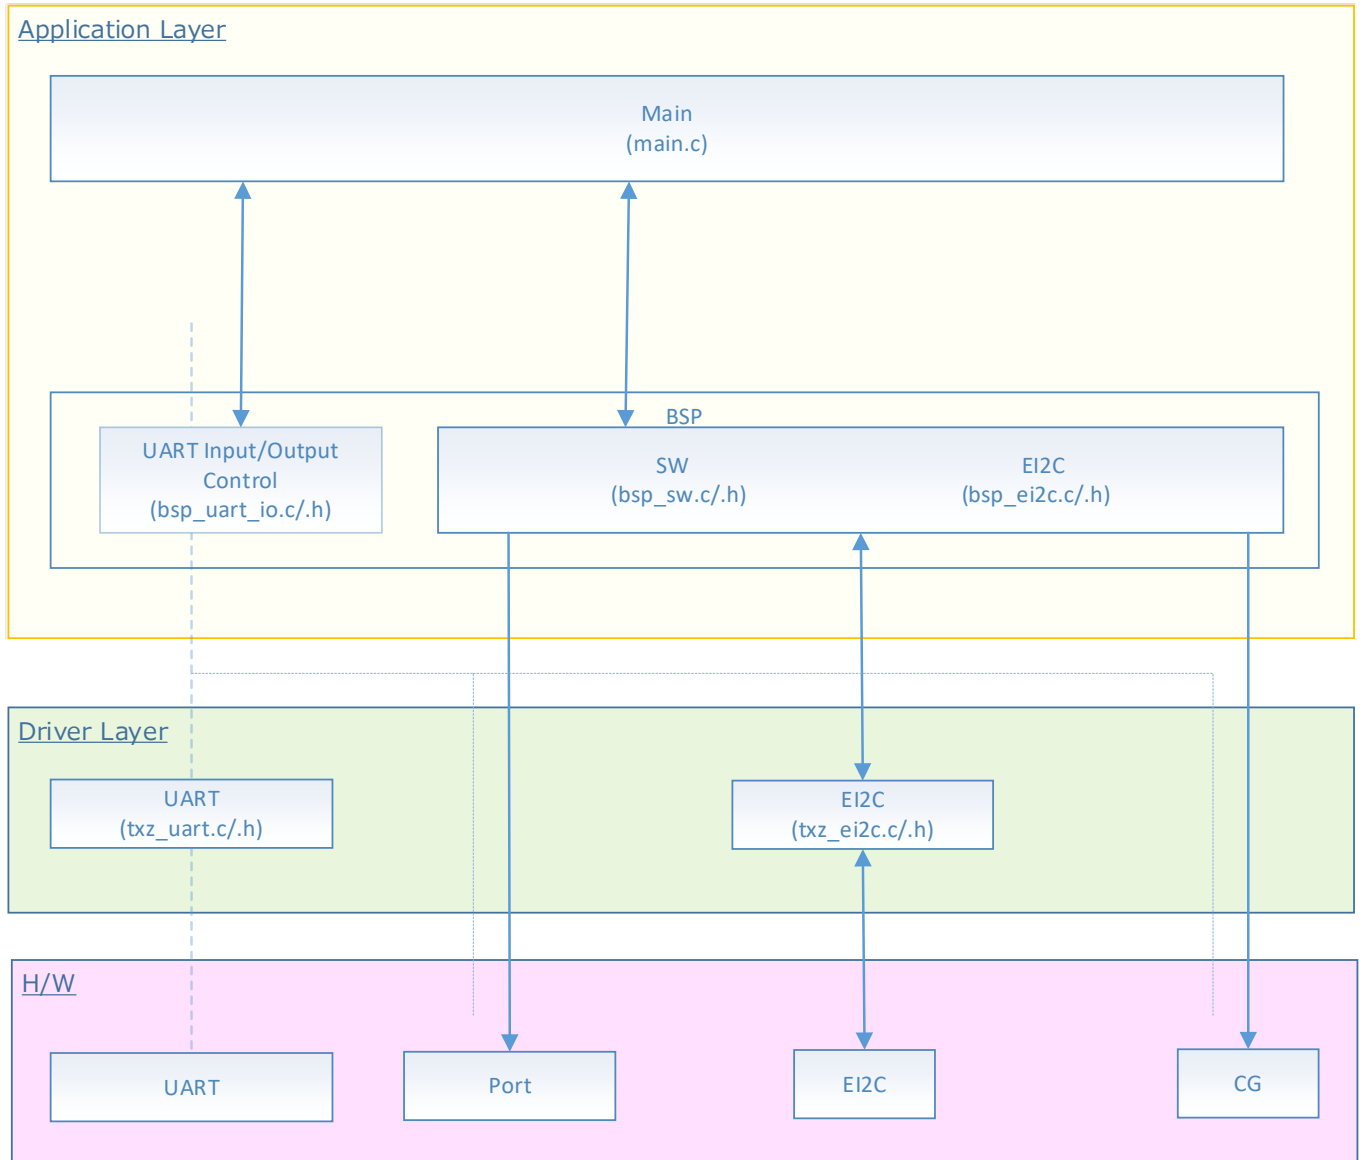 Application Layer
Main
(main.c)
BSP
UART Input/Output
Control
(bsp_uart_io.c/.h)
SW
(bsp_sw.c/.h)
EI2C
(bsp_ei2c.c/.h)
Driver Layer
UART
(txz_uart.c/.h)
EI2C
(txz_ei2c.c/.h)
H/W
UART
Port
EI2C
CG